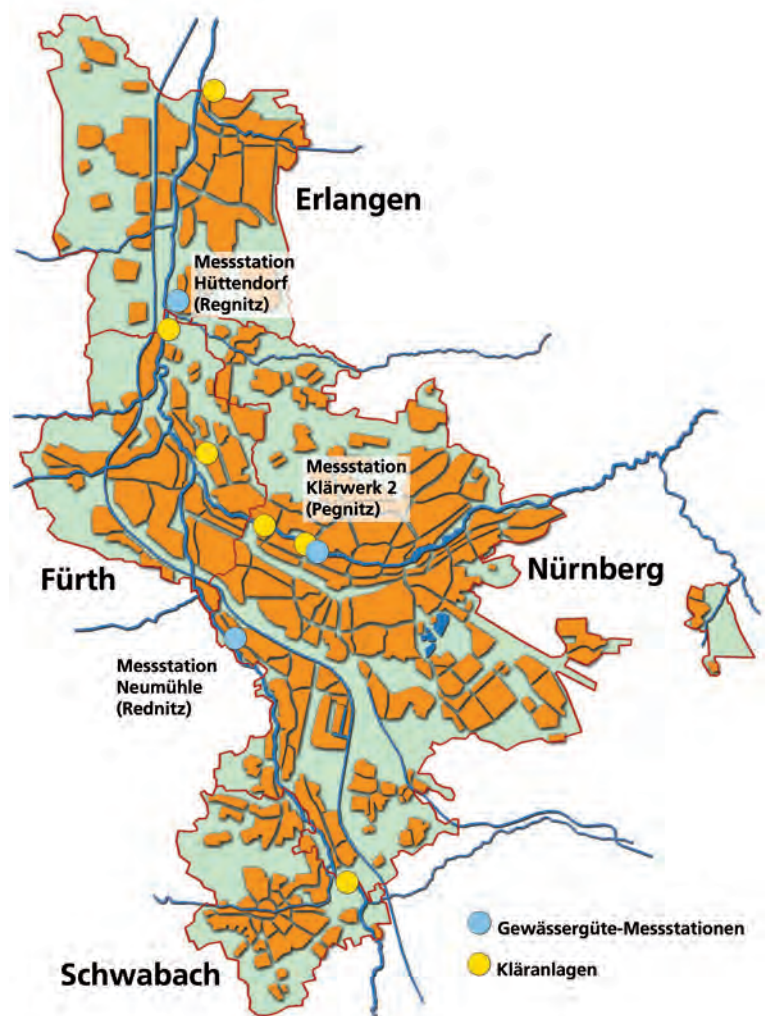 Erlangen
Messstation
Hüttendorf
(Regnitz)
Messstation
Klärwerk 2
(Pegnitz)
Fürth
Nürnberg
Messstation
Neumühle
(Rednitz)
Schwabach
Gewässergüte-Messstationen
Kläranlagen